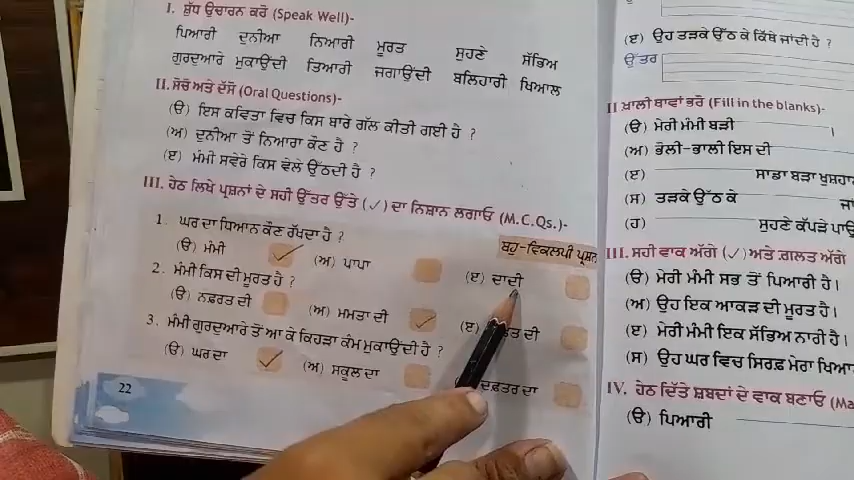 I. ਸ਼ੁੱਧ ਉਚਾਰਨ ਕਰੋ (Speak Well)-
ਪਿਆਰੀ ਦੁਨੀਆ ਨਿਆਰੀ ਮੂਰਤ ਸੁਹਣੇ ਸੱਭਿਅ
ਗੁਰਦੁਆਰੇ ਮੁਕਾਉਂਦੀ ਤਿਆਰੀ ਜਗਾਉਂਦੀ ਬਲਿਹਾਰੀ ਖਿਆਲ
II. ਸੋਚੋ ਅਤੇ ਦੱਸੋ (Oral Questions)-
(ੳ) ਇਸ ਕਵਿਤਾ ਵਿਚ ਕਿਸ ਬਾਰੇ ਗੱਲ ਕੀਤੀ ਗਈ ਹੈ ?
(ਅ) ਦੁਨੀਆ ਤੋਂ ਨਿਆਰਾ ਕੌਣ ਹੈ ?
(ੲ) ਮੰਮੀ ਸਵੇਰੇ ਕਿਸ ਵੇਲੇ ਉੱਠਦੀ ਹੈ ?
III. ਹੇਠ ਲਿਖੇ ਪ੍ਰਸ਼ਨਾਂ ਦੇ ਸਹੀ ਉੱਤਰ ਉੱਤੇ (✓) ਦਾ ਨਿਸ਼ਾਨ ਲਗਾਓ (M.C.Qs.)-
ਬਹੁ-ਵਿਕਲਪੀ ਪ੍ਰਸ਼ਨ
1. ਘਰ ਦਾ ਧਿਆਨ ਕੌਣ ਰੱਖਦਾ ਹੈ ?
(ੳ) ਮੰਮੀ ✓ (ਅ) ਪਾਪਾ (ੲ) ਦਾਦੀ
2. ਮੰਮੀ ਕਿਸ ਦੀ ਮੂਰਤ ਹੈ ?
(ੳ) ਨਫ਼ਰਤ ਦੀ (ਅ) ਮਮਤਾ ਦੀ ✓ (ੲ) ਦੀ
3. ਮੰਮੀ ਗੁਰਦੁਆਰੇ ਤੋਂ ਆ ਕੇ ਕਿਹੜਾ ਕੰਮ ਮੁਕਾਉਂਦੀ ਹੈ ?
(ੳ) ਘਰ ਦਾ ✓ (ਅ) ਸਕੂਲ ਦਾ ਦਫ਼ਤਰ ਦਾ
22
(ੲ) ਉਹ ਤੜਕੇ ਉੱਠ ਕੇ ਕਿੱਥੇ ਜਾਂਦੀ ਹੈ ?
ਉੱਤਰ
II ਖ਼ਾਲੀ ਥਾਵਾਂ ਭਰੋ (Fill in the blanks)-
(ੳ) ਮੇਰੀ ਮੰਮੀ ਬੜੀ ।
(ਅ) ਭੋਲੀ-ਭਾਲੀ ਇਸ ਦੀ
(ੲ) ਸਾਡਾ ਬੜਾ ਖ਼ੁਸ਼ਹਾ
(ਸ) ਤੜਕੇ ਉੱਠ ਕੇ ਜਾਂ
(ਹ) ਸੁਹਣੇ ਕੱਪੜੇ ਪਾਉ
III. ਸਹੀ ਵਾਕ ਅੱਗੇ (✓) ਅਤੇ ਗ਼ਲਤ ਅੱਗੇ
(ੳ) ਮੇਰੀ ਮੰਮੀ ਸਭ ਤੋਂ ਪਿਆਰੀ ਹੈ।
(ਅ) ਉਹ ਇਕ ਆਕੜ ਦੀ ਮੂਰਤ ਹੈ।
(ੲ) ਮੇਰੀ ਮੰਮੀ ਇਕ ਸੱਭਿਅ ਨਾਰੀ ਹੈ।
(ਸ) ਉਹ ਘਰ ਵਿਚ ਸਿਰਫ਼ ਮੇਰਾ ਖਿਆ
IV. ਹੇਠ ਦਿੱਤੇ ਸ਼ਬਦਾਂ ਦੇ ਵਾਕ ਬਣਾਓ (Ma
(ੳ) ਪਿਆਰੀ